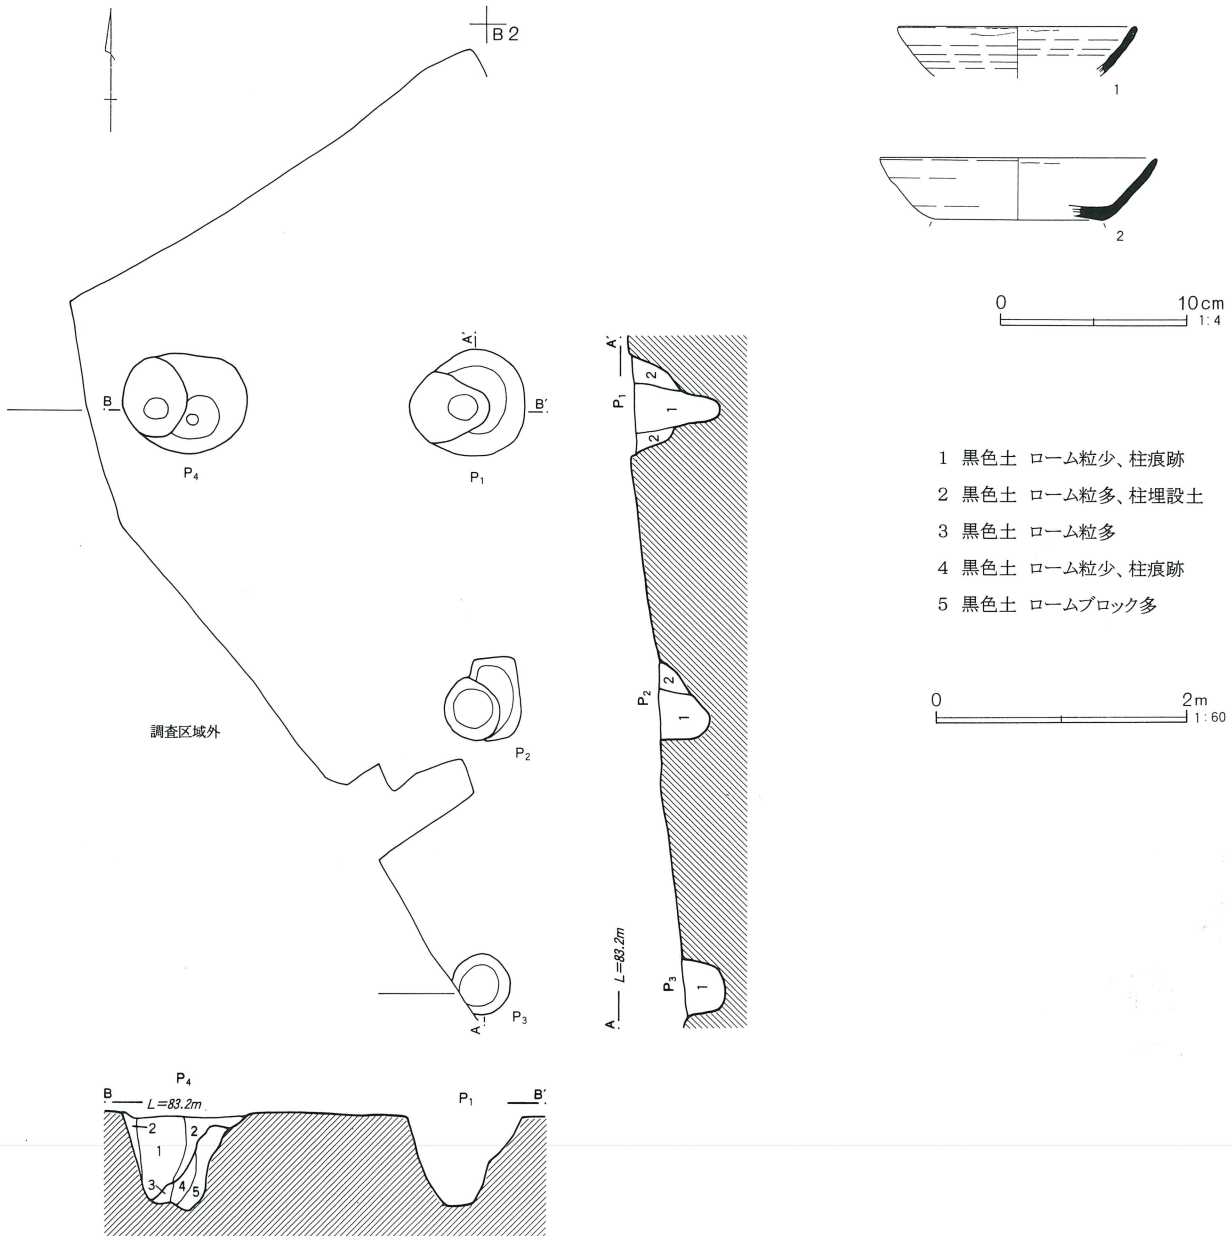 B2
1
2
0 10cm
1:4
A'
B B'
P4 P1
A'
P1
2
1
2
1 黒色土 ローム粒少、柱痕跡
2 黒色土 ローム粒多、柱埋設土
3 黒色土 ローム粒多
4 黒色土 ローム粒少、柱痕跡
5 黒色土 ロームブロック多
P2
2
1
0 2m
1:60
調査区域外
P2
L=83.2m
A
P3
1
A
P3
P4
B L=83.2m P1 B'
2 2
1
3 4 5